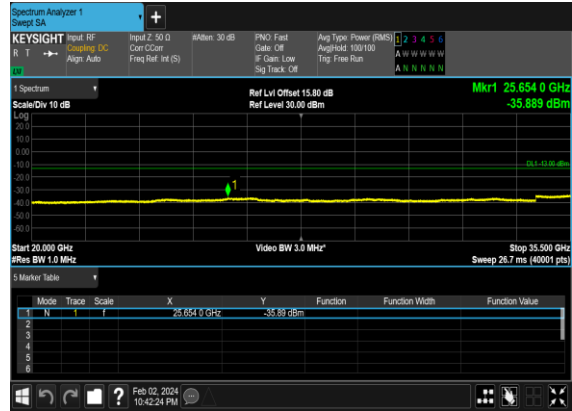 Spectrum Analyzer 1
Swept SA
KEYSIGHT Input: RF Input Z: 50 Ω #Atten: 30 dB PNO: Fast Avg Type: Power (RMS) 1 2 3 4 5 6
R T Coupling: DC Corr CCorr Gate: Off Avg|Hold: 100/100 A W W W W W
Align: Auto Freq Ref: Int (S) IF Gain: Low Trig: Free Run
Sig Track: Off A N N N N N
1 Spectrum Ref Lvl Offset 15.80 dB Mkr1 25.654 0 GHz
Scale/Div 10 dB Ref Level 30.00 dBm -35.889 dBm
Log
20.0
10.0
0.00
-10.0
DL1 -13.00 dBm
-20.0
1
-30.0
-40.0
-50.0
-60.0
Start 20.000 GHz Video BW 3.0 MHz* Stop 35.500 GHz
#Res BW 1.0 MHz Sweep 26.7 ms (40001 pts)
5 Marker Table
Mode Trace Scale X Y Function Function Width Function Value
1 N 1 f 25.654 0 GHz -35.89 dBm
2
3
4
5
6
Feb 02, 2024
10:42:24 PM